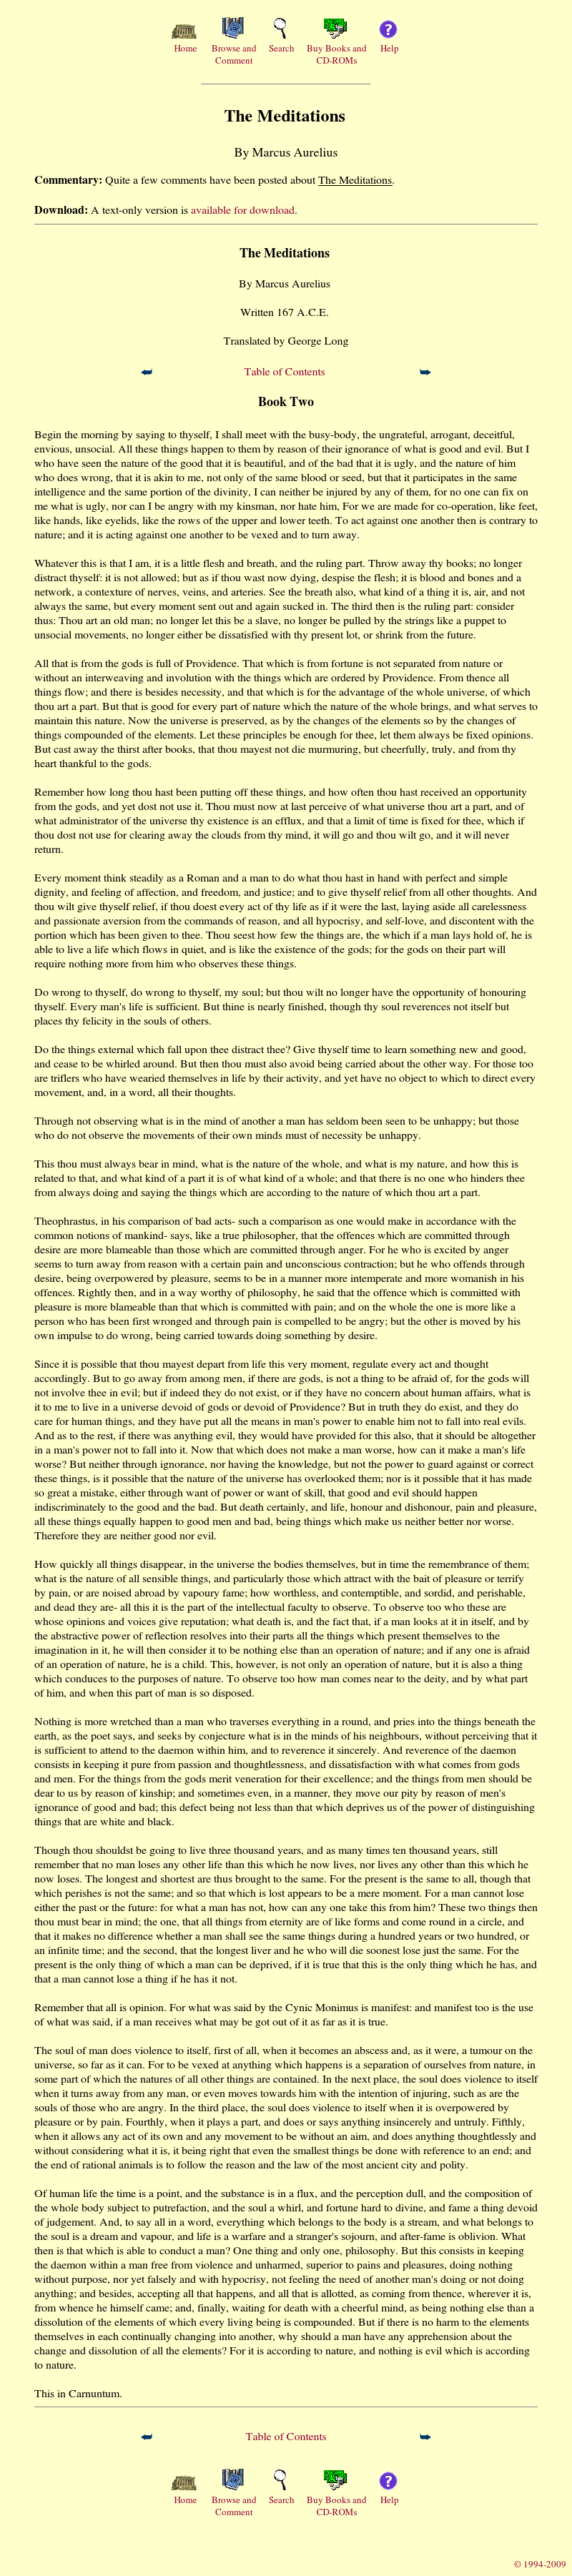 Home Browse and Comment Search Buy Books and CD-ROMs Help
The Meditations
By Marcus Aurelius
Commentary: Quite a few comments have been posted about The Meditations.
Download: A text-only version is available for download.
The Meditations
By Marcus Aurelius
Written 167 A.C.E.
Translated by George Long
Table of Contents
Book Two
Begin the morning by saying to thyself, I shall meet with the busy-body, the ungrateful, arrogant, deceitful,
envious, unsocial. All these things happen to them by reason of their ignorance of what is good and evil. But I
who have seen the nature of the good that it is beautiful, and of the bad that it is ugly, and the nature of him
who does wrong, that it is akin to me, not only of the same blood or seed, but that it participates in the same
intelligence and the same portion of the divinity, I can neither be injured by any of them, for no one can fix on
me what is ugly, nor can I be angry with my kinsman, nor hate him, For we are made for co-operation, like feet,
like hands, like eyelids, like the rows of the upper and lower teeth. To act against one another then is contrary to
nature; and it is acting against one another to be vexed and to turn away.
Whatever this is that I am, it is a little flesh and breath, and the ruling part. Throw away thy books; no longer
distract thyself: it is not allowed; but as if thou wast now dying, despise the flesh; it is blood and bones and a
network, a contexture of nerves, veins, and arteries. See the breath also, what kind of a thing it is, air, and not
always the same, but every moment sent out and again sucked in. The third then is the ruling part: consider
thus: Thou art an old man; no longer let this be a slave, no longer be pulled by the strings like a puppet to
unsocial movements, no longer either be dissatisfied with thy present lot, or shrink from the future.
All that is from the gods is full of Providence. That which is from fortune is not separated from nature or
without an interweaving and involution with the things which are ordered by Providence. From thence all
things flow; and there is besides necessity, and that which is for the advantage of the whole universe, of which
thou art a part. But that is good for every part of nature which the nature of the whole brings, and what serves to
maintain this nature. Now the universe is preserved, as by the changes of the elements so by the changes of
things compounded of the elements. Let these principles be enough for thee, let them always be fixed opinions.
But cast away the thirst after books, that thou mayest not die murmuring, but cheerfully, truly, and from thy
heart thankful to the gods.
Remember how long thou hast been putting off these things, and how often thou hast received an opportunity
from the gods, and yet dost not use it. Thou must now at last perceive of what universe thou art a part, and of
what administrator of the universe thy existence is an efflux, and that a limit of time is fixed for thee, which if
thou dost not use for clearing away the clouds from thy mind, it will go and thou wilt go, and it will never
return.
Every moment think steadily as a Roman and a man to do what thou hast in hand with perfect and simple
dignity, and feeling of affection, and freedom, and justice; and to give thyself relief from all other thoughts. And
thou wilt give thyself relief, if thou doest every act of thy life as if it were the last, laying aside all carelessness
and passionate aversion from the commands of reason, and all hypocrisy, and self-love, and discontent with the
portion which has been given to thee. Thou seest how few the things are, the which if a man lays hold of, he is
able to live a life which flows in quiet, and is like the existence of the gods; for the gods on their part will
require nothing more from him who observes these things.
Do wrong to thyself, do wrong to thyself, my soul; but thou wilt no longer have the opportunity of honouring
thyself. Every man's life is sufficient. But thine is nearly finished, though thy soul reverences not itself but
places thy felicity in the souls of others.
Do the things external which fall upon thee distract thee? Give thyself time to learn something new and good,
and cease to be whirled around. But then thou must also avoid being carried about the other way. For those too
are triflers who have wearied themselves in life by their activity, and yet have no object to which to direct every
movement, and, in a word, all their thoughts.
Through not observing what is in the mind of another a man has seldom been seen to be unhappy; but those
who do not observe the movements of their own minds must of necessity be unhappy.
This thou must always bear in mind, what is the nature of the whole, and what is my nature, and how this is
related to that, and what kind of a part it is of what kind of a whole; and that there is no one who hinders thee
from always doing and saying the things which are according to the nature of which thou art a part.
Theophrastus, in his comparison of bad acts- such a comparison as one would make in accordance with the
common notions of mankind- says, like a true philosopher, that the offences which are committed through
desire are more blameable than those which are committed through anger. For he who is excited by anger
seems to turn away from reason with a certain pain and unconscious contraction; but he who offends through
desire, being overpowered by pleasure, seems to be in a manner more intemperate and more womanish in his
offences. Rightly then, and in a way worthy of philosophy, he said that the offence which is committed with
pleasure is more blameable than that which is committed with pain; and on the whole the one is more like a
person who has been first wronged and through pain is compelled to be angry; but the other is moved by his
own impulse to do wrong, being carried towards doing something by desire.
Since it is possible that thou mayest depart from life this very moment, regulate every act and thought
accordingly. But to go away from among men, if there are gods, is not a thing to be afraid of, for the gods will
not involve thee in evil; but if indeed they do not exist, or if they have no concern about human affairs, what is
it to me to live in a universe devoid of gods or devoid of Providence? But in truth they do exist, and they do
care for human things, and they have put all the means in man's power to enable him not to fall into real evils.
And as to the rest, if there was anything evil, they would have provided for this also, that it should be altogether
in a man's power not to fall into it. Now that which does not make a man worse, how can it make a man's life
worse? But neither through ignorance, nor having the knowledge, but not the power to guard against or correct
these things, is it possible that the nature of the universe has overlooked them; nor is it possible that it has made
so great a mistake, either through want of power or want of skill, that good and evil should happen
indiscriminately to the good and the bad. But death certainly, and life, honour and dishonour, pain and pleasure,
all these things equally happen to good men and bad, being things which make us neither better nor worse.
Therefore they are neither good nor evil.
How quickly all things disappear, in the universe the bodies themselves, but in time the remembrance of them;
what is the nature of all sensible things, and particularly those which attract with the bait of pleasure or terrify
by pain, or are noised abroad by vapoury fame; how worthless, and contemptible, and sordid, and perishable,
and dead they are- all this it is the part of the intellectual faculty to observe. To observe too who these are
whose opinions and voices give reputation; what death is, and the fact that, if a man looks at it in itself, and by
the abstractive power of reflection resolves into their parts all the things which present themselves to the
imagination in it, he will then consider it to be nothing else than an operation of nature; and if any one is afraid
of an operation of nature, he is a child. This, however, is not only an operation of nature, but it is also a thing
which conduces to the purposes of nature. To observe too how man comes near to the deity, and by what part
of him, and when this part of man is so disposed.
Nothing is more wretched than a man who traverses everything in a round, and pries into the things beneath the
earth, as the poet says, and seeks by conjecture what is in the minds of his neighbours, without perceiving that it
is sufficient to attend to the daemon within him, and to reverence it sincerely. And reverence of the daemon
consists in keeping it pure from passion and thoughtlessness, and dissatisfaction with what comes from gods
and men. For the things from the gods merit veneration for their excellence; and the things from men should be
dear to us by reason of kinship; and sometimes even, in a manner, they move our pity by reason of men's
ignorance of good and bad; this defect being not less than that which deprives us of the power of distinguishing
things that are white and black.
Though thou shouldst be going to live three thousand years, and as many times ten thousand years, still
remember that no man loses any other life than this which he now lives, nor lives any other than this which he
now loses. The longest and shortest are thus brought to the same. For the present is the same to all, though that
which perishes is not the same; and so that which is lost appears to be a mere moment. For a man cannot lose
either the past or the future: for what a man has not, how can any one take this from him? These two things then
thou must bear in mind; the one, that all things from eternity are of like forms and come round in a circle, and
that it makes no difference whether a man shall see the same things during a hundred years or two hundred, or
an infinite time; and the second, that the longest liver and he who will die soonest lose just the same. For the
present is the only thing of which a man can be deprived, if it is true that this is the only thing which he has, and
that a man cannot lose a thing if he has it not.
Remember that all is opinion. For what was said by the Cynic Monimus is manifest: and manifest too is the use
of what was said, if a man receives what may be got out of it as far as it is true.
The soul of man does violence to itself, first of all, when it becomes an abscess and, as it were, a tumour on the
universe, so far as it can. For to be vexed at anything which happens is a separation of ourselves from nature, in
some part of which the natures of all other things are contained. In the next place, the soul does violence to itself
when it turns away from any man, or even moves towards him with the intention of injuring, such as are the
souls of those who are angry. In the third place, the soul does violence to itself when it is overpowered by
pleasure or by pain. Fourthly, when it plays a part, and does or says anything insincerely and untruly. Fifthly,
when it allows any act of its own and any movement to be without an aim, and does anything thoughtlessly and
without considering what it is, it being right that even the smallest things be done with reference to an end; and
the end of rational animals is to follow the reason and the law of the most ancient city and polity.
Of human life the time is a point, and the substance is in a flux, and the perception dull, and the composition of
the whole body subject to putrefaction, and the soul a whirl, and fortune hard to divine, and fame a thing devoid
of judgement. And, to say all in a word, everything which belongs to the body is a stream, and what belongs to
the soul is a dream and vapour, and life is a warfare and a stranger's sojourn, and after-fame is oblivion. What
then is that which is able to conduct a man? One thing and only one, philosophy. But this consists in keeping
the daemon within a man free from violence and unharmed, superior to pains and pleasures, doing nothing
without purpose, nor yet falsely and with hypocrisy, not feeling the need of another man's doing or not doing
anything; and besides, accepting all that happens, and all that is allotted, as coming from thence, wherever it is,
from whence he himself came; and, finally, waiting for death with a cheerful mind, as being nothing else than a
dissolution of the elements of which every living being is compounded. But if there is no harm to the elements
themselves in each continually changing into another, why should a man have any apprehension about the
change and dissolution of all the elements? For it is according to nature, and nothing is evil which is according
to nature.
This in Carnuntum.
Table of Contents
Home Browse and Comment Search Buy Books and CD-ROMs Help
© 1994-2009